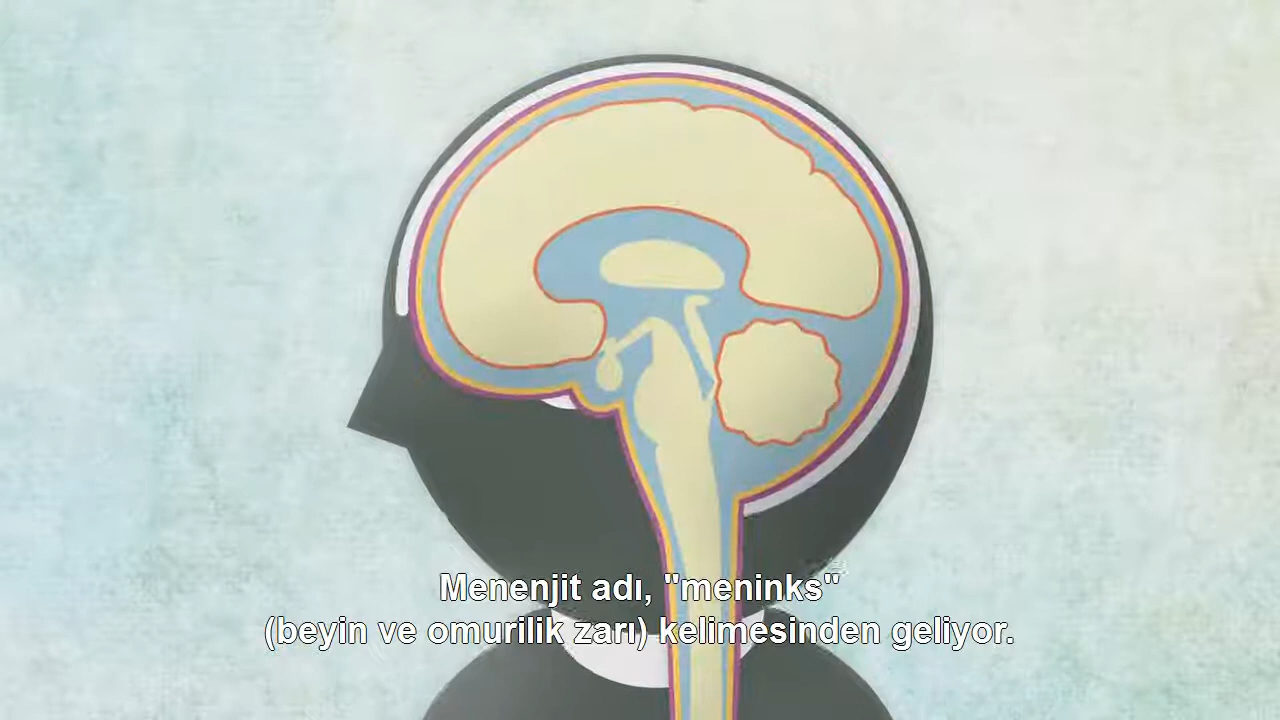 Menenjit adı, "meninks"
(beyin ve omurilik zarı) kelimesinden geliyor.